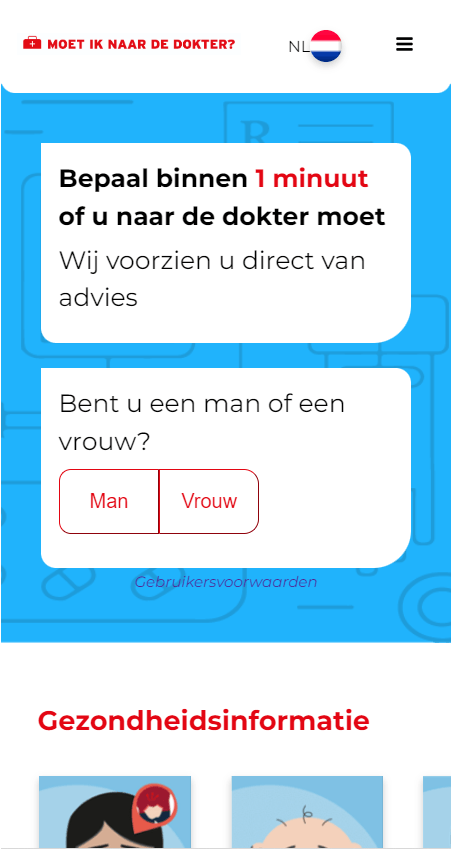 MOET IK NAAR DE DOKTER?
NL
R
Bepaal binnen 1 minuut
of u naar de dokter moet
Wij voorzien u direct van
advies
Bent u een man of een
vrouw?
Man
Vrouw
Gebruikersvoorwaarden
Gezondheidsinformatie